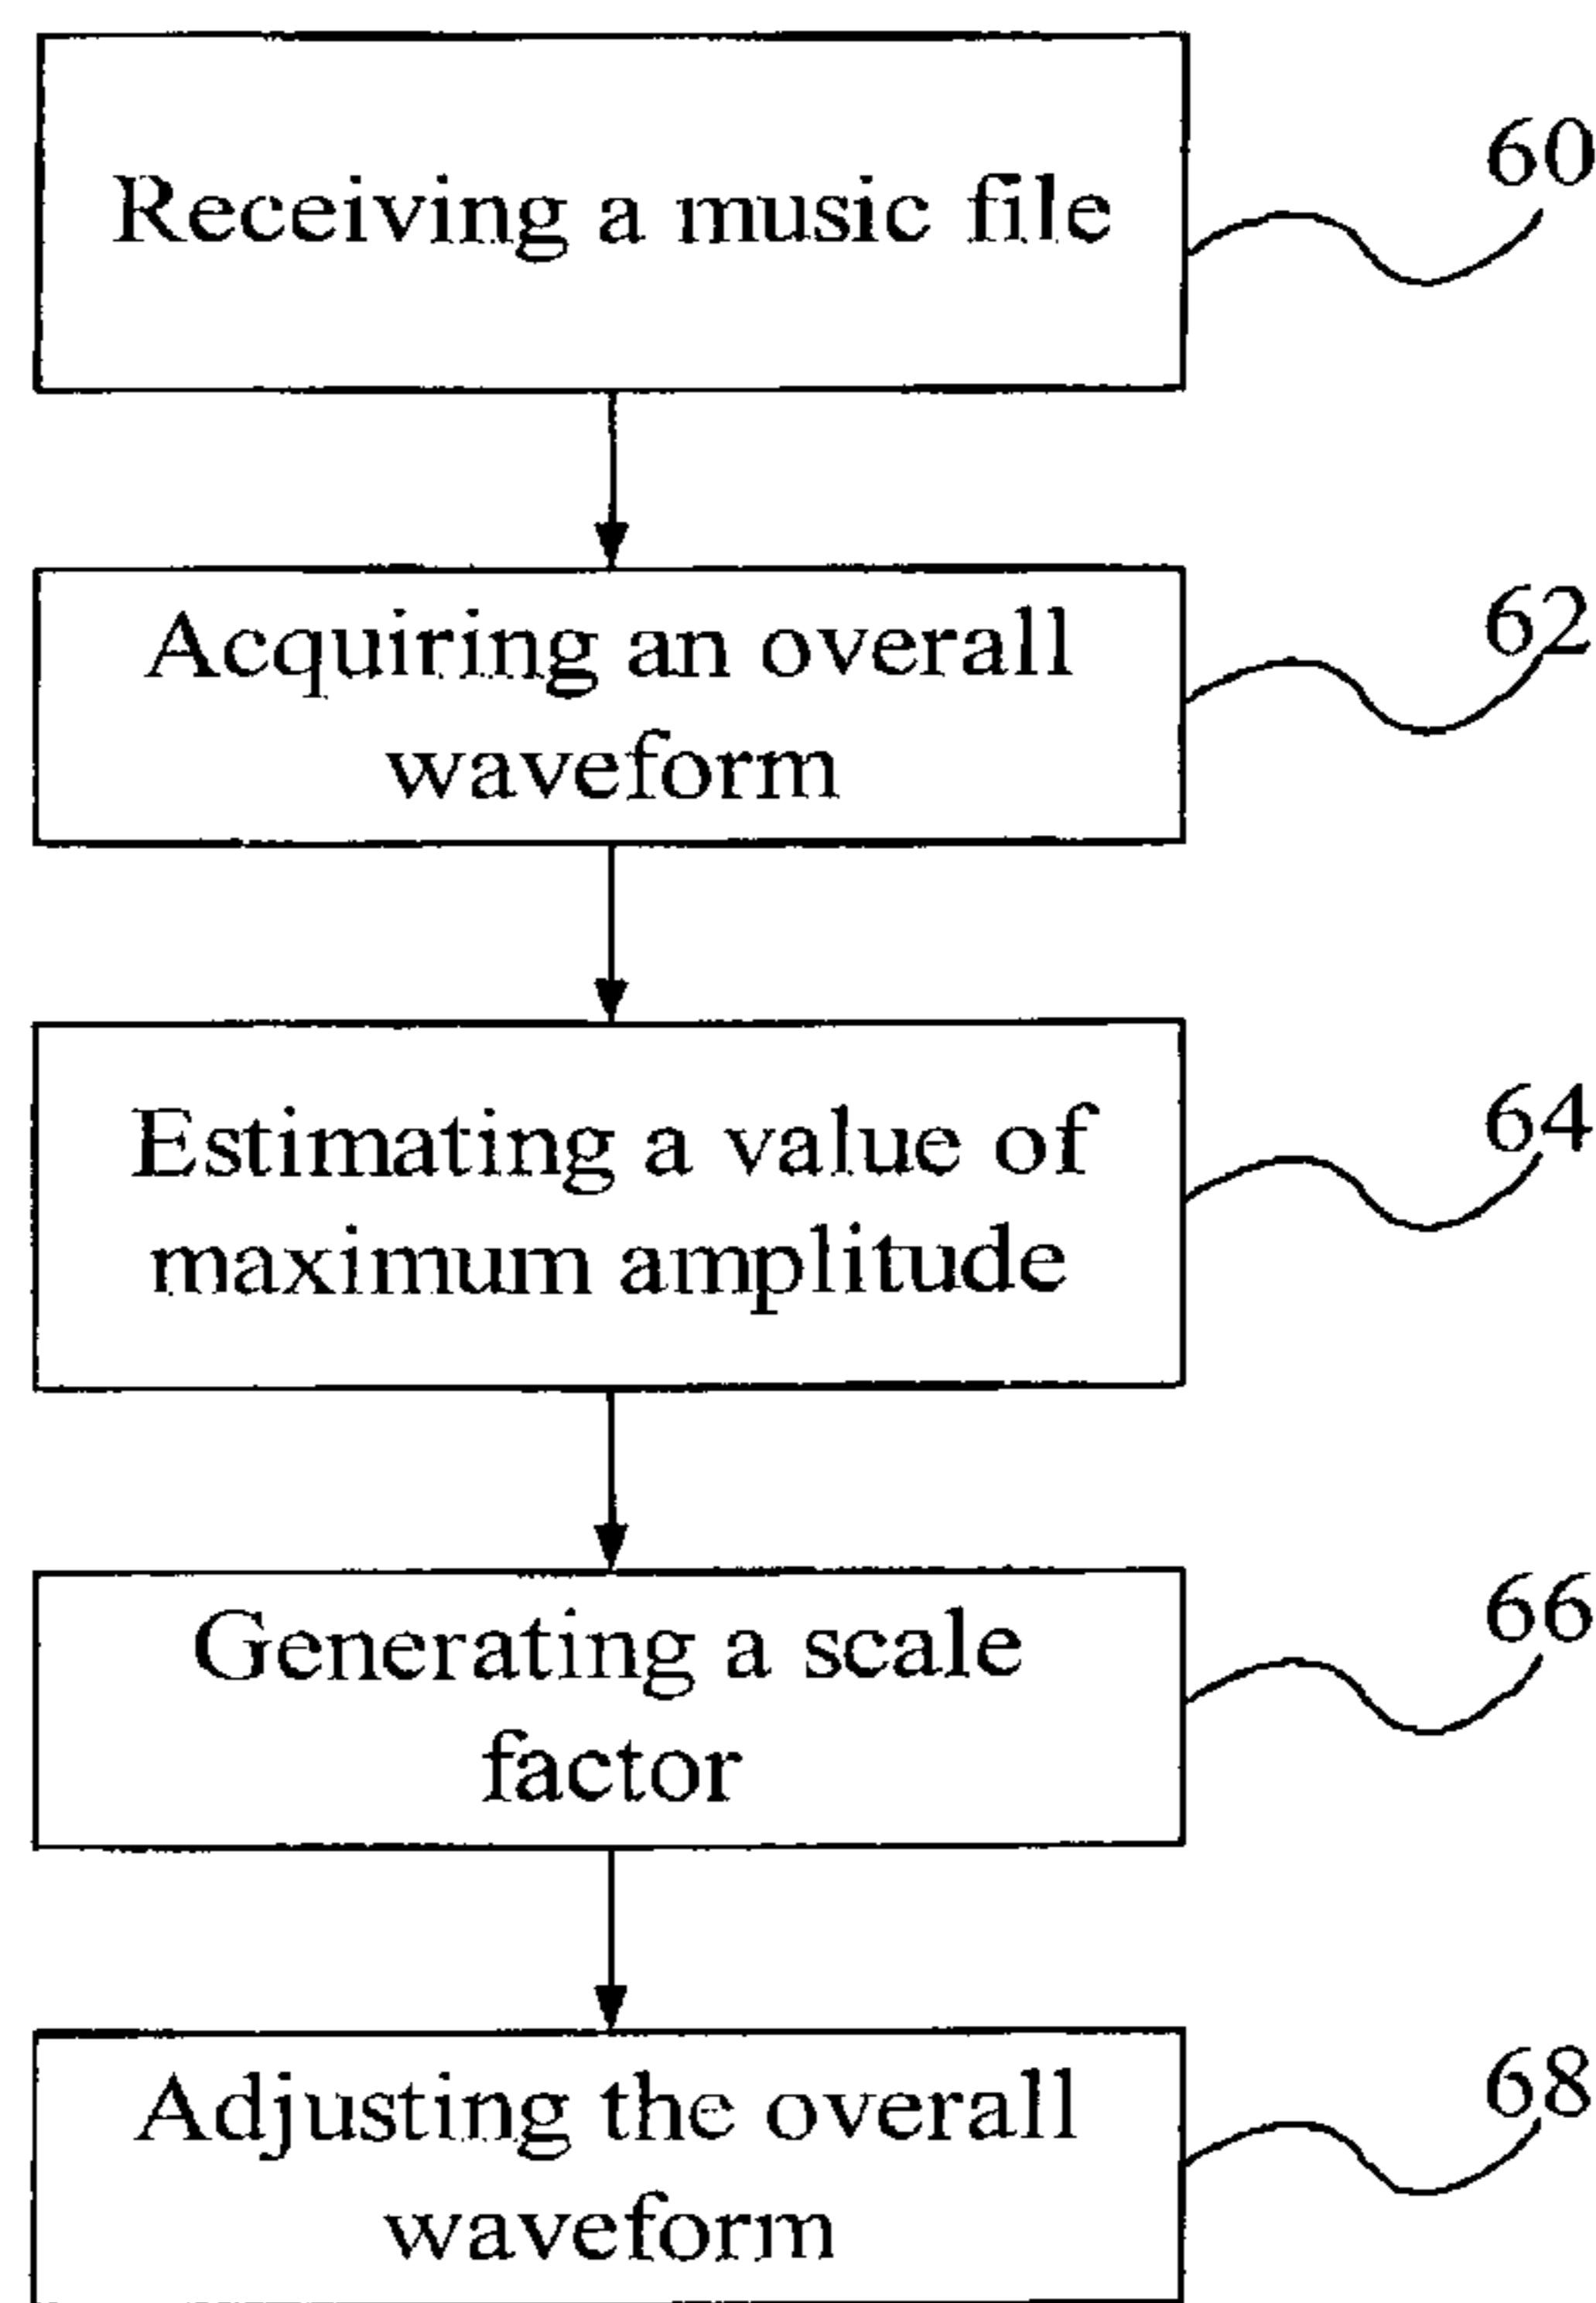 Receiving a music file
60
Acquiring an overall
waveform
62
Estimating a value of
maximum amplitude
64
Generating a scale
factor
66
Adjusting the overall
waveform
68